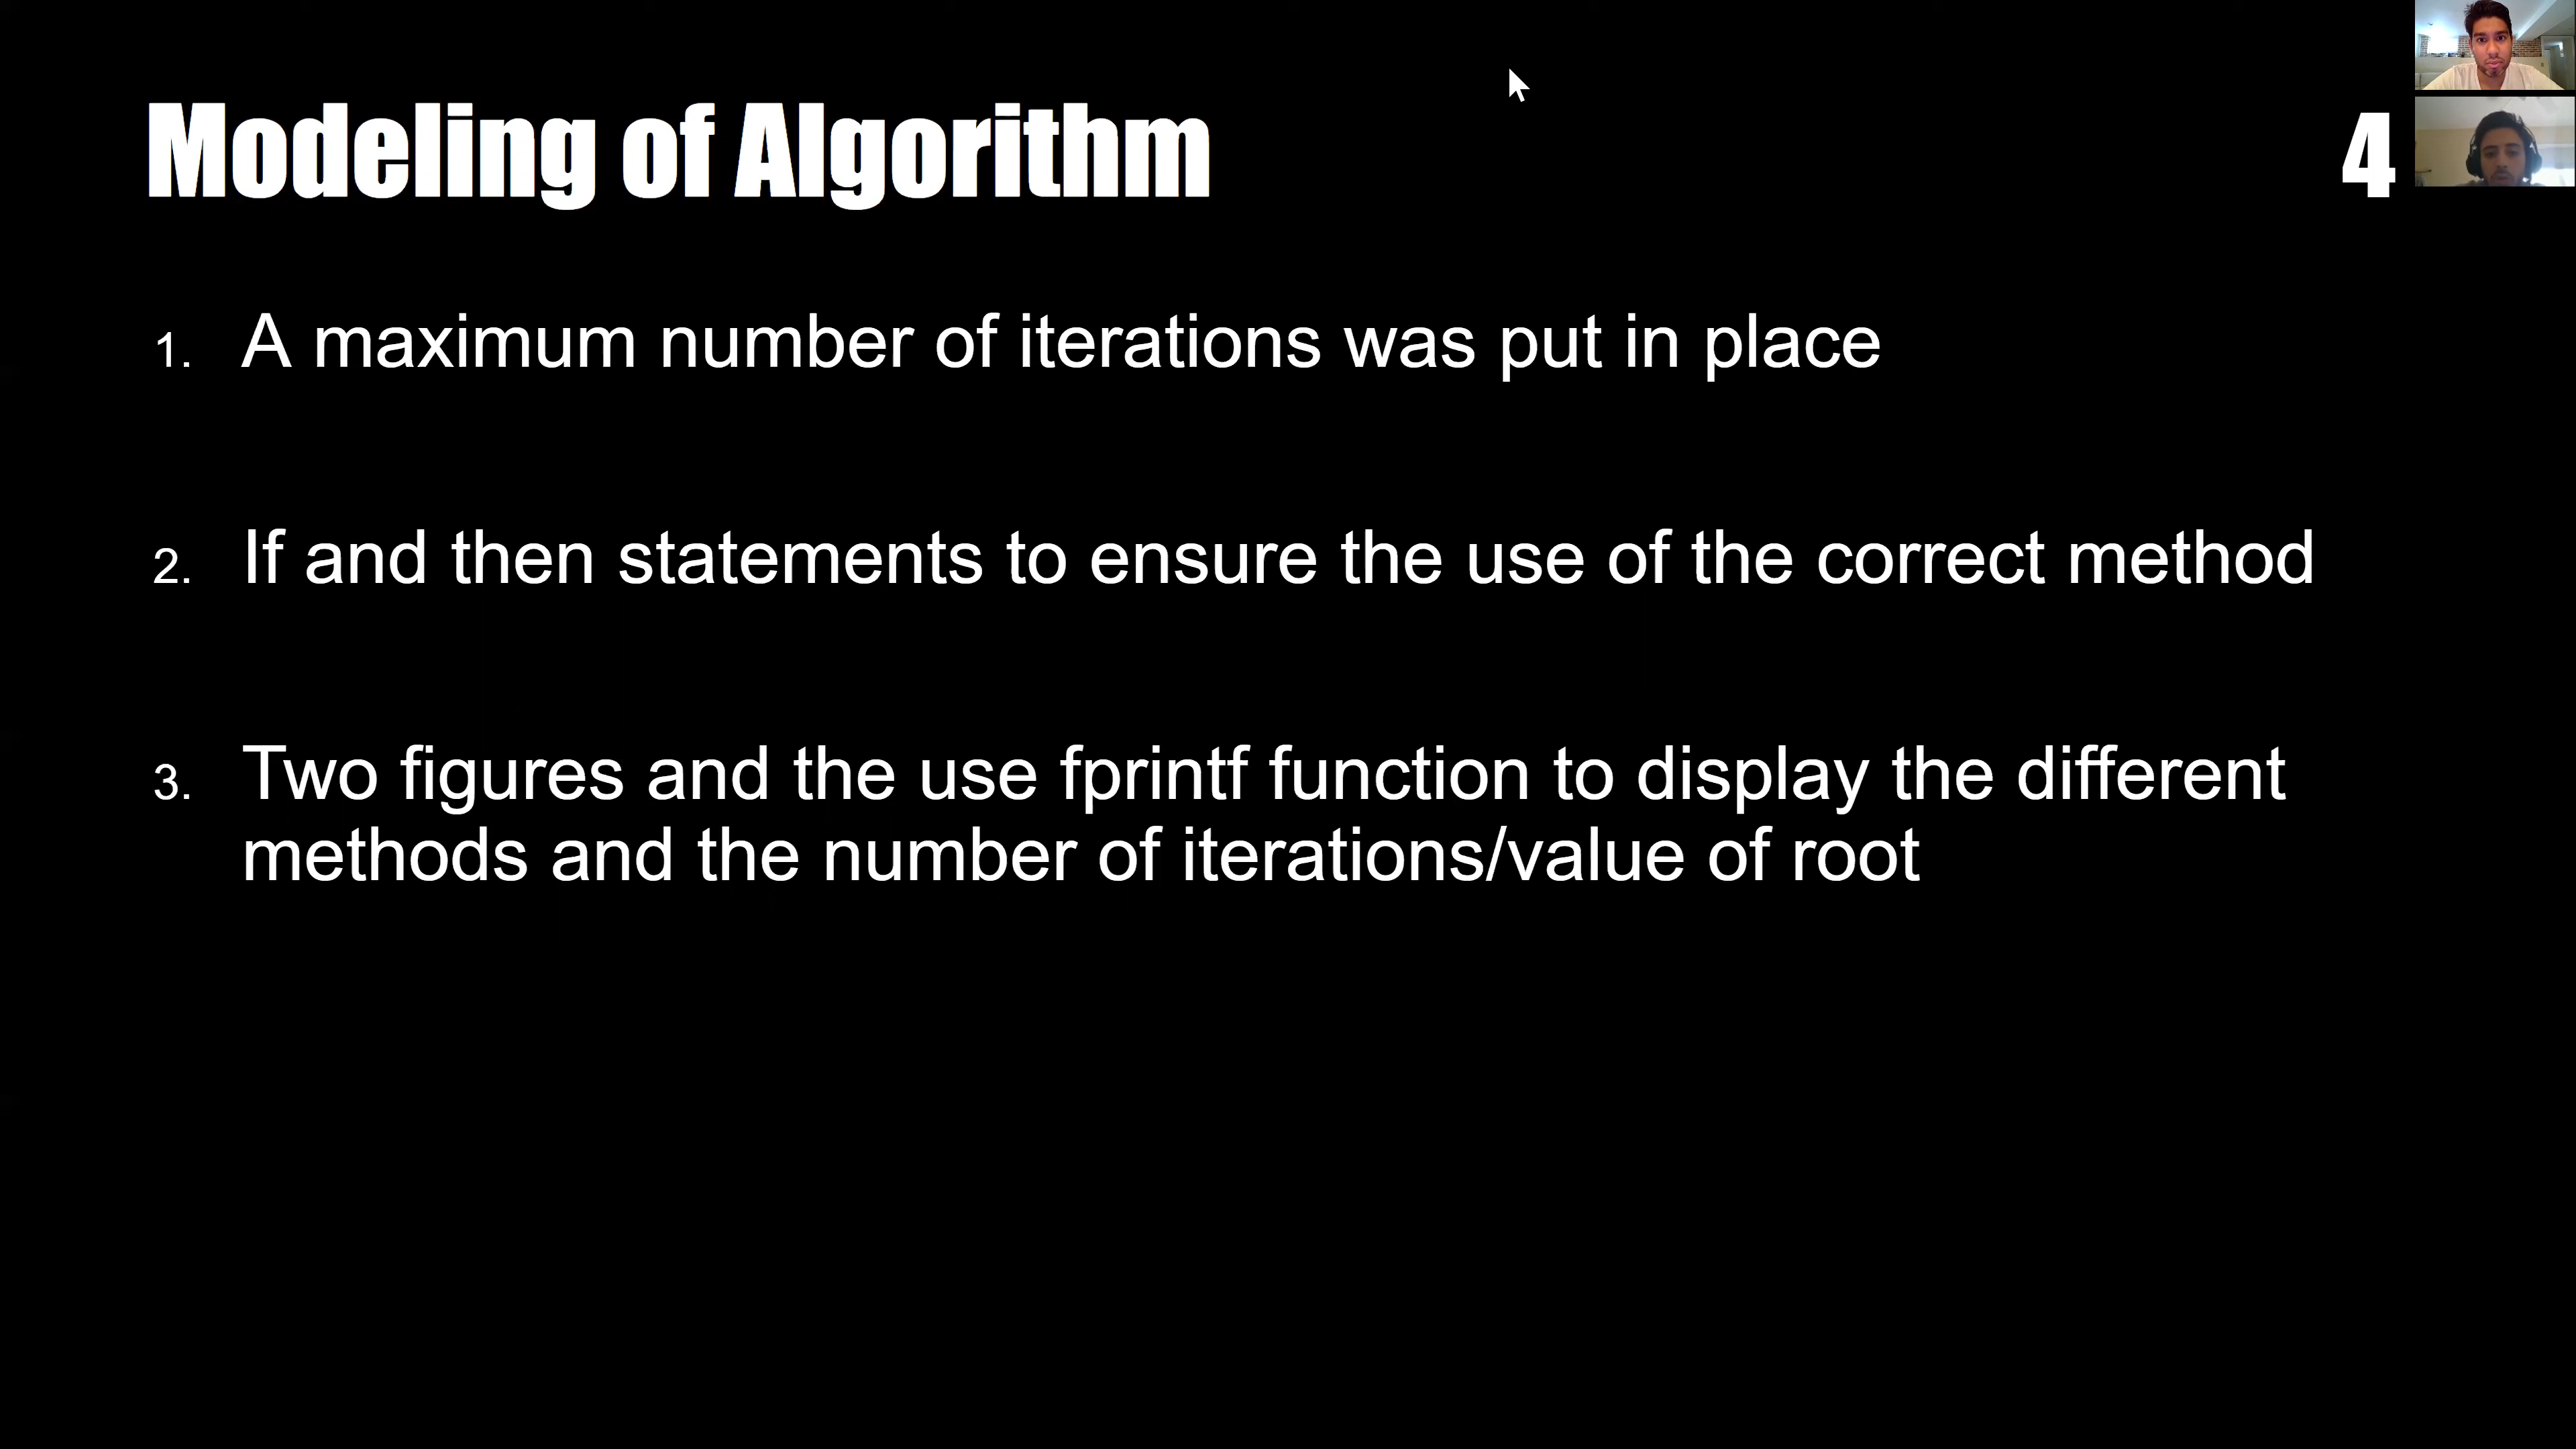 Modeling of Algorithm
4
1. A maximum number of iterations was put in place
2. If and then statements to ensure the use of the correct method
3. Two figures and the use fprintf function to display the different
methods and the number of iterations/value of root